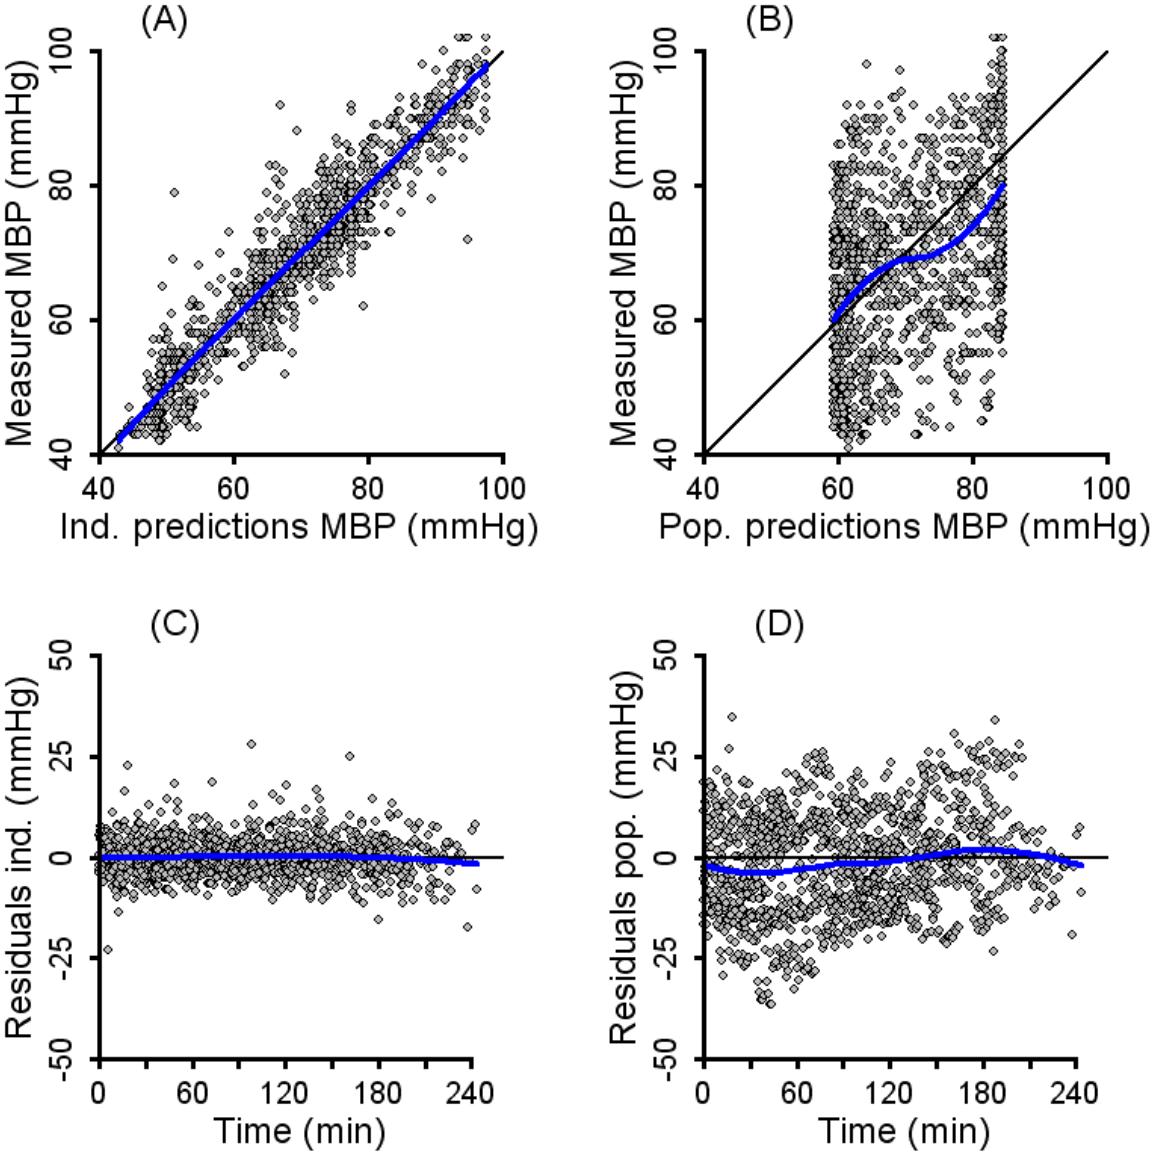 (A)
Measured MBP (mmHg)
100
80
60
40
40 60 80 100
Ind. predictions MBP (mmHg)
(B)
Measured MBP (mmHg)
100
80
60
40
40 60 80 100
Pop. predictions MBP (mmHg)
(C)
Residuals ind. (mmHg)
50
25
0
-25
-50
0 60 120 180 240
Time (min)
(D)
Residuals pop. (mmHg)
50
25
0
-25
-50
0 60 120 180 240
Time (min)